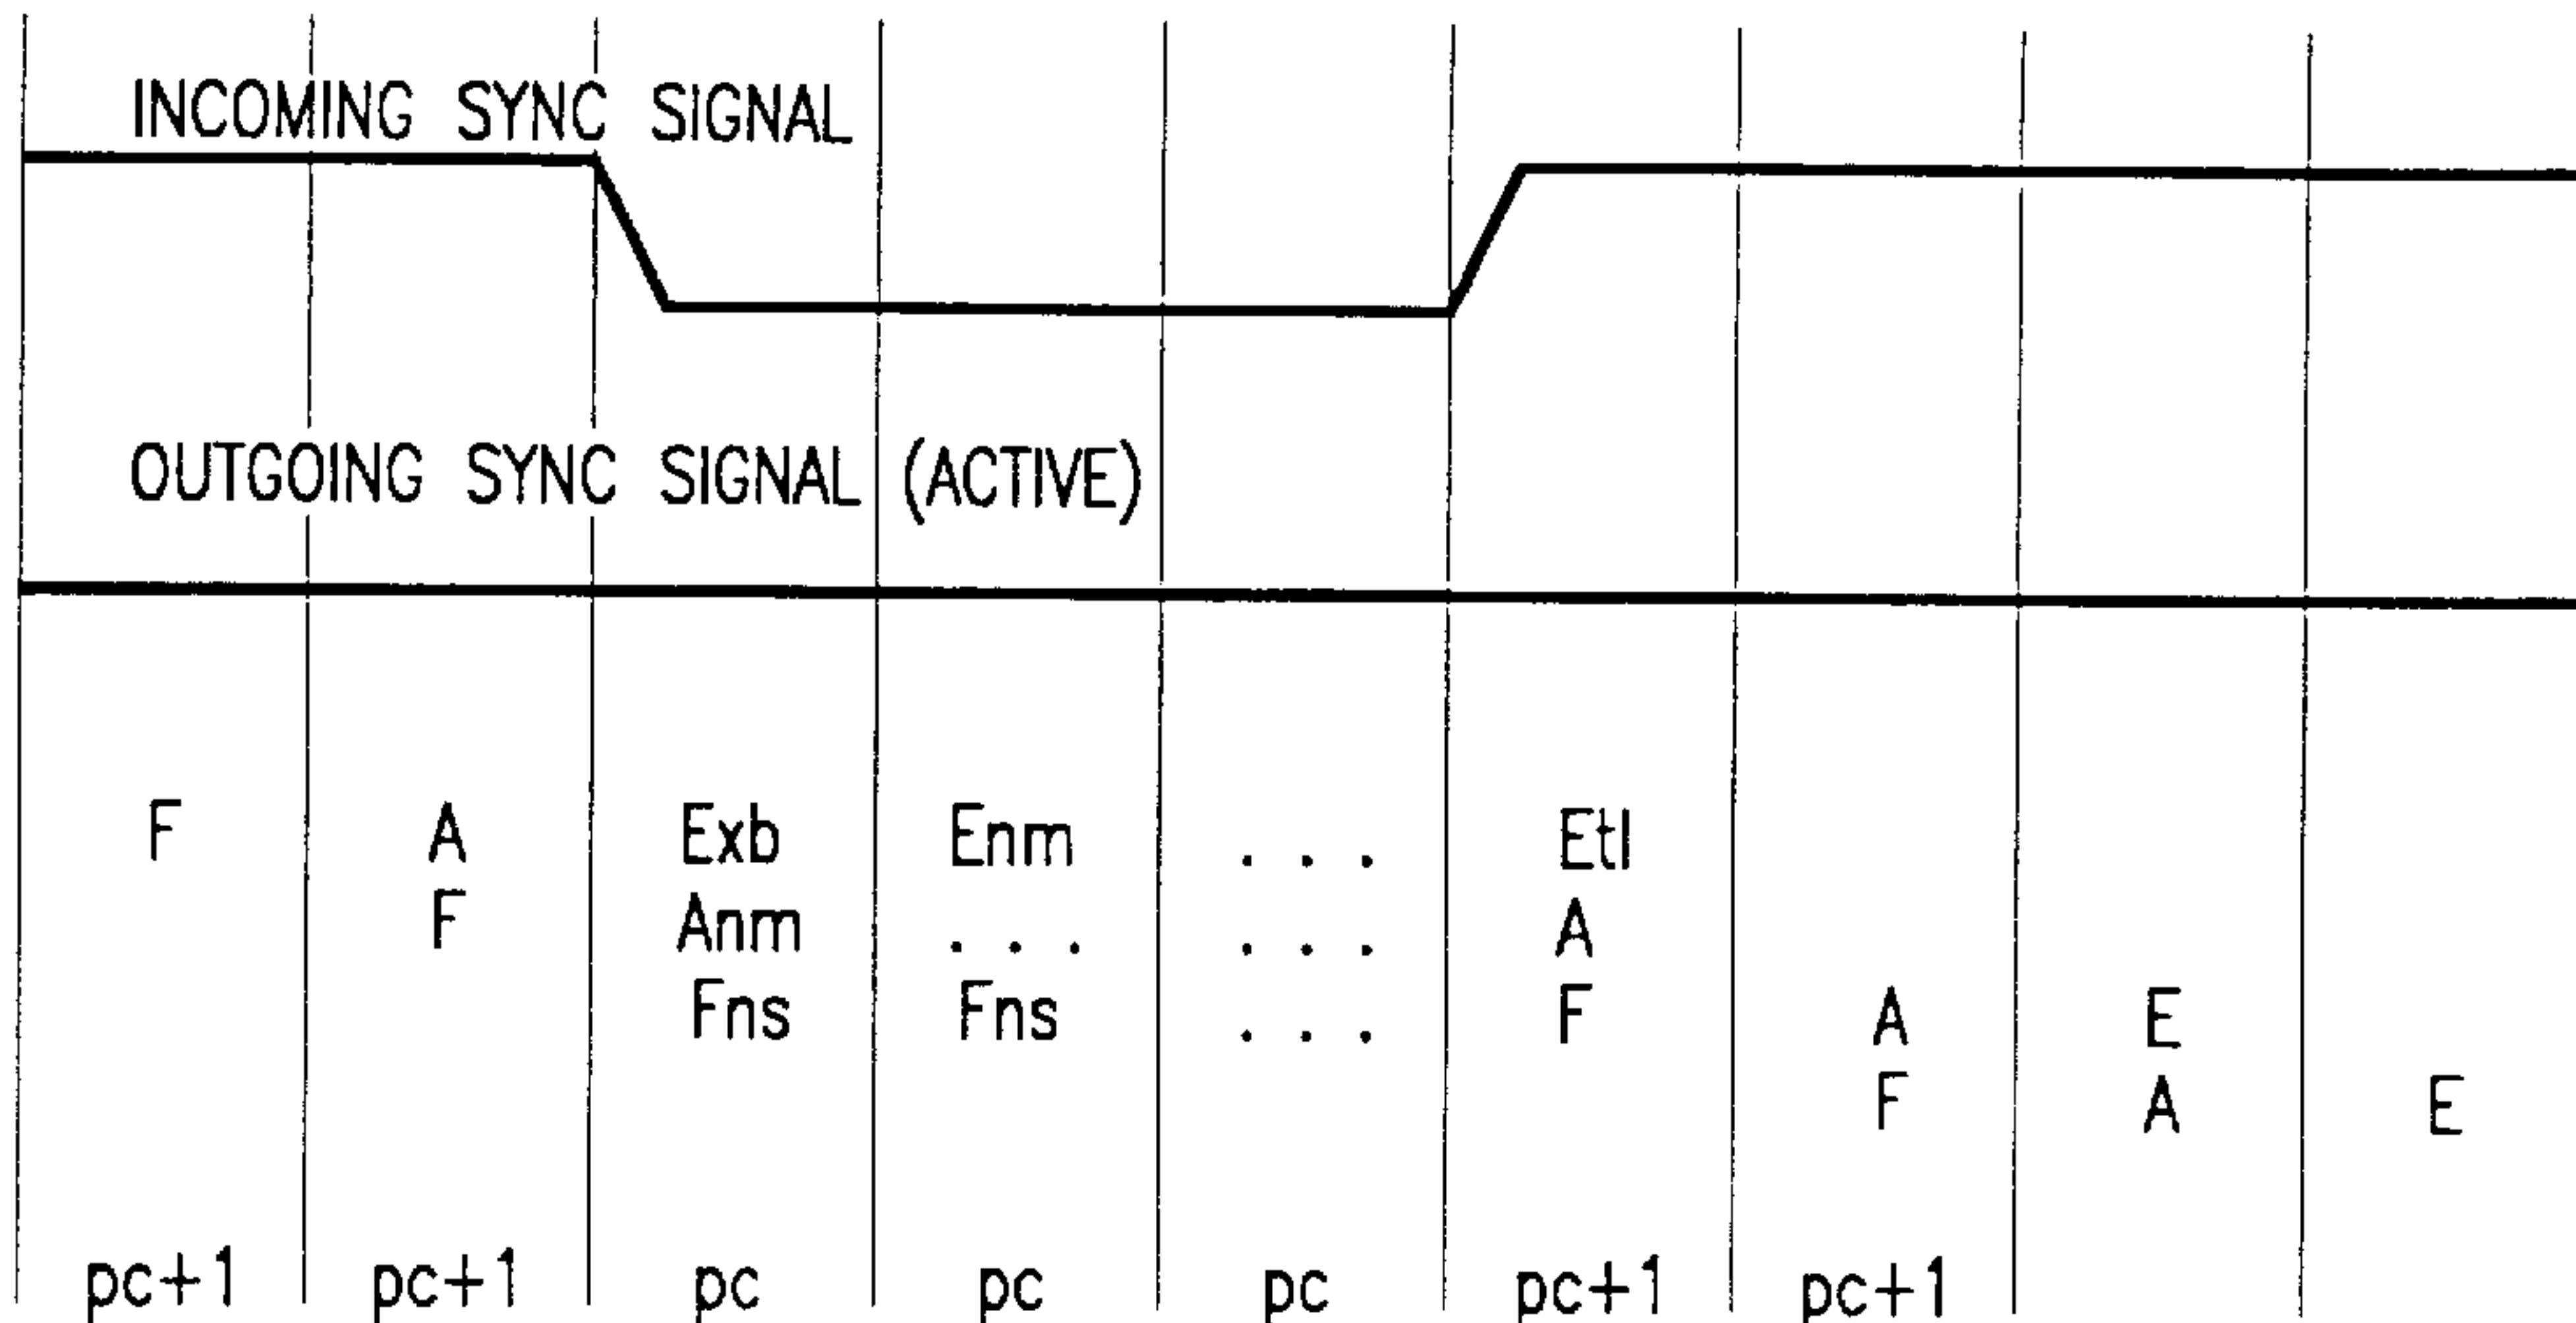 INCOMING SYNC SIGNAL
OUTGOING SYNC SIGNAL (ACTIVE)
F A Exb Enm . . . Etl
F Anm . . . . . . A
Fns Fns . . . F A E
F A E
pc+1 pc+1 pc pc pc pc+1 pc+1